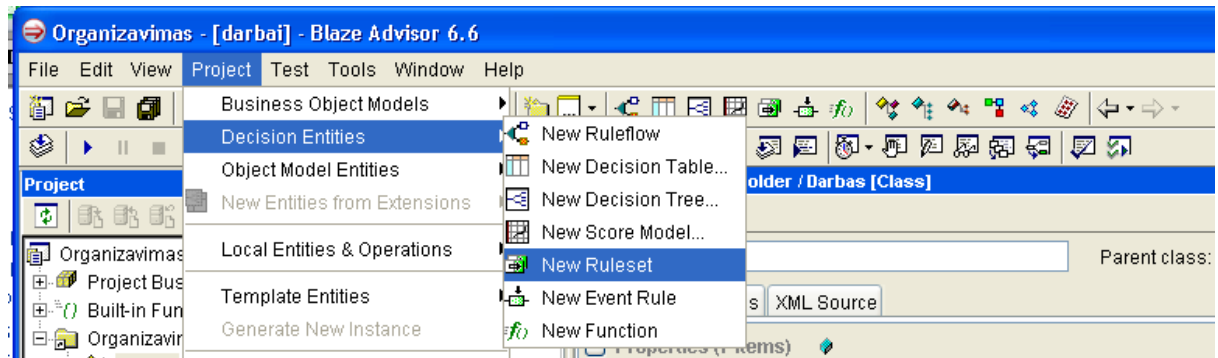 Organizavimas - [darbai] - Blaze Advisor 6.6
File Edit View Project Test Tools Window Help
Business Object Models
Decision Entities
Object Model Entities
New Entities from Extensions
Local Entities & Operations
Template Entities
Generate New Instance
New Ruleflow
New Decision Table...
New Decision Tree...
New Score Model...
New Ruleset
New Event Rule
New Function
Project
Organizavimas
Project Bus
Built-in Fun
Organizavir
older / Darbas [Class]
Parent class:
s XML Source